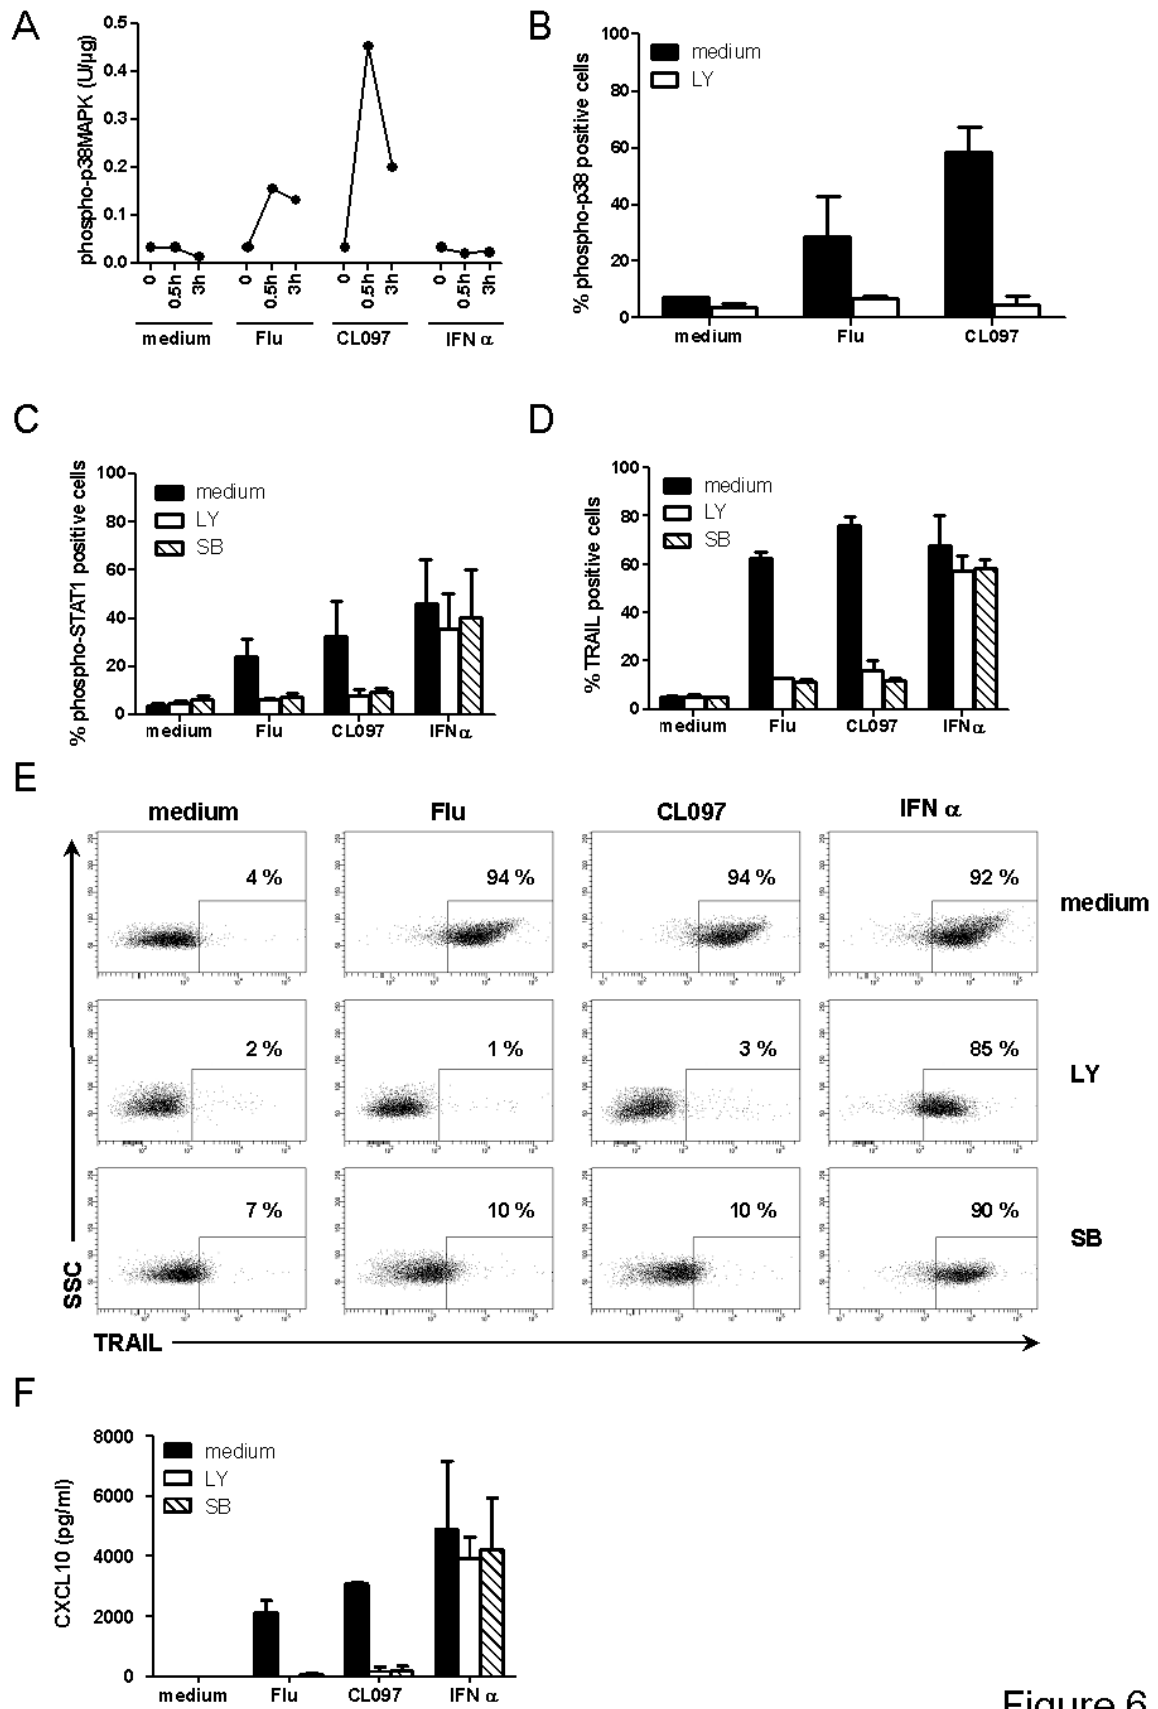 A
phospho-p38MAPK (U/µg)
0.5
0.4
0.3
0.2
0.1
0.0
0 0.5h 3h 0 0.5h 3h 0 0.5h 3h 0 0.5h 3h
medium Flu CL097 IFN α
B
% phospho-p38 positive cells
100
80
60
40
20
0
medium
LY
medium Flu CL097
C
% phospho-STAT1 positive cells
100
80
60
40
20
0
medium
LY
SB
medium Flu CL097 IFN α
D
% TRAIL positive cells
100
80
60
40
20
0
medium
LY
SB
medium Flu CL097 IFN α
E
medium Flu CL097 IFN α
4 % 94 % 94 % 92 %
medium
2 % 1 % 3 % 85 %
LY
7 % 10 % 10 % 90 %
SB
SSC
TRAIL
F
CXCL10 (pg/ml)
8000
6000
4000
2000
0
medium
LY
SB
medium Flu CL097 IFN α
Figure 6